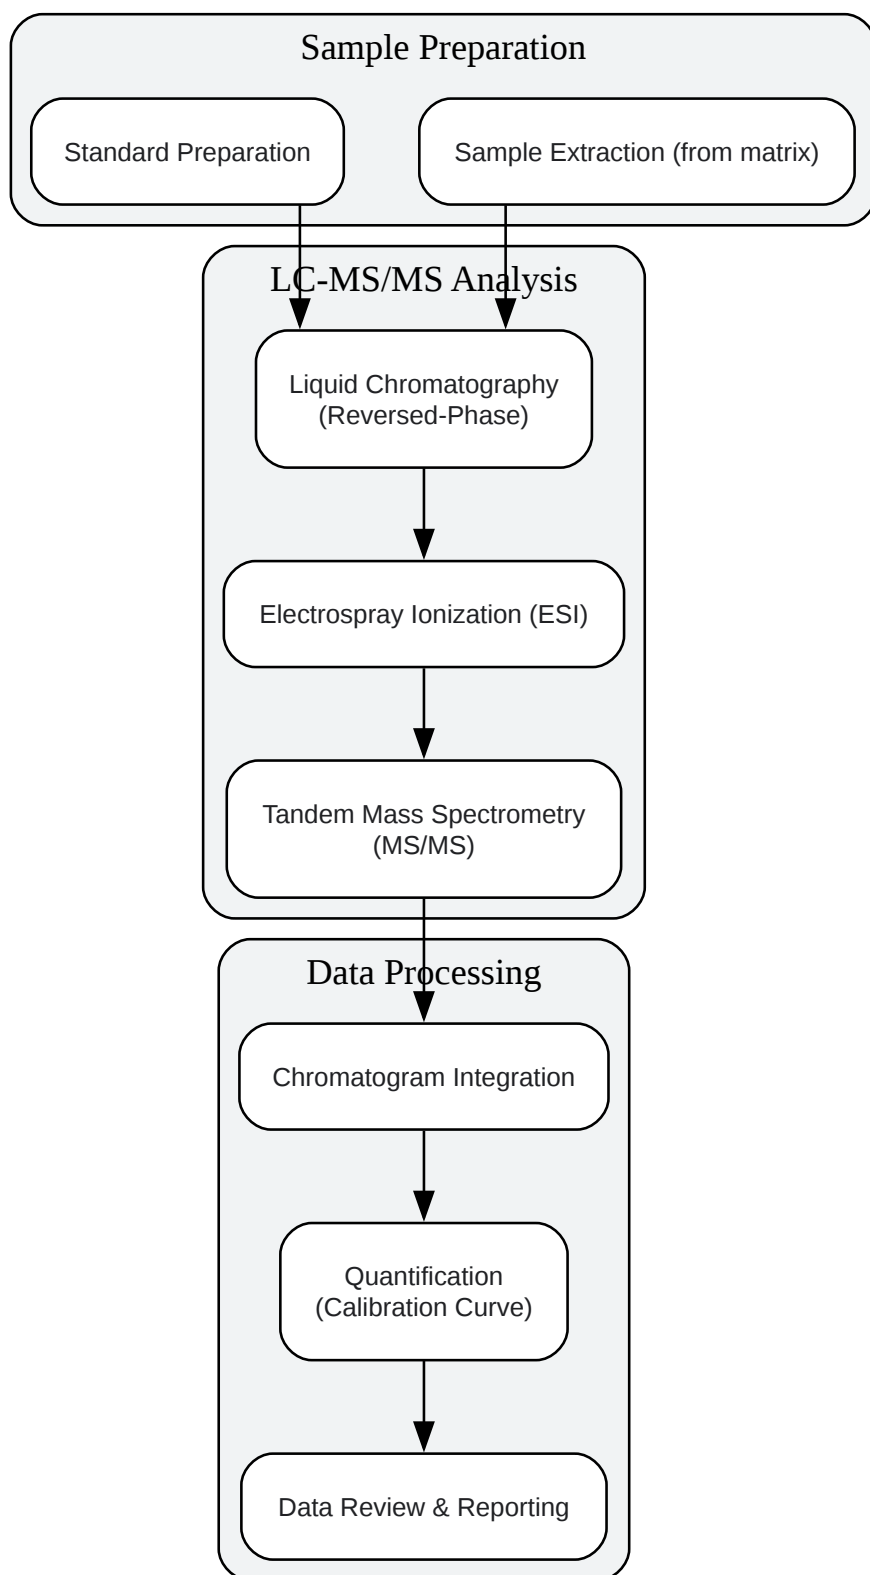 Sample Preparation
Standard Preparation
Sample Extraction (from matrix)
LC-MS/MS Analysis
Liquid Chromatography
(Reversed-Phase)
Electrospray Ionization (ESI)
Tandem Mass Spectrometry
(MS/MS)
Data Processing
Chromatogram Integration
Quantification
(Calibration Curve)
Data Review & Reporting